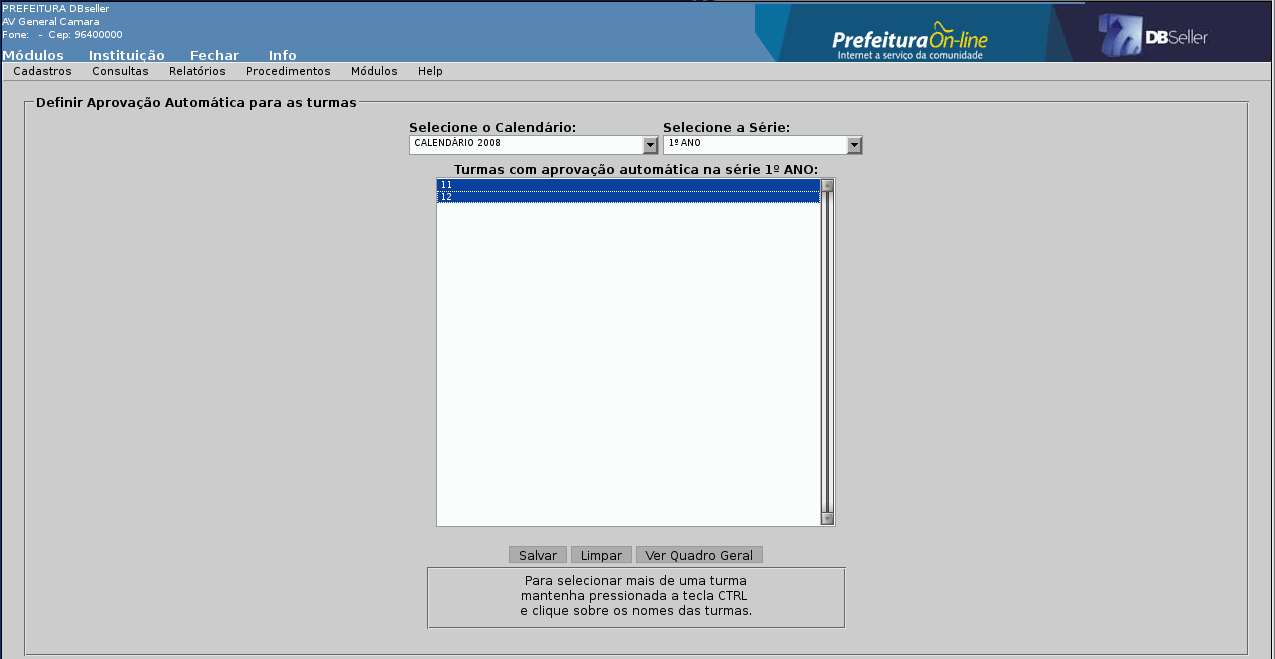 PREFEITURA DBseller
AV General Camara
Fone: - Cep: 96400000
Módulos Instituição Fechar Info
Prefeitura On-line
Internet a serviço da comunidade
DBSeller
Cadastros Consultas Relatórios Procedimentos Módulos Help
Definir Aprovação Automática para as turmas
Selecione o Calendário: Selecione a Série:
CALENDÁRIO 2008 1º ANO
Turmas com aprovação automática na série 1º ANO:
11
12
Salvar Limpar Ver Quadro Geral
Para selecionar mais de uma turma
mantenha pressionada a tecla CTRL
e clique sobre os nomes das turmas.